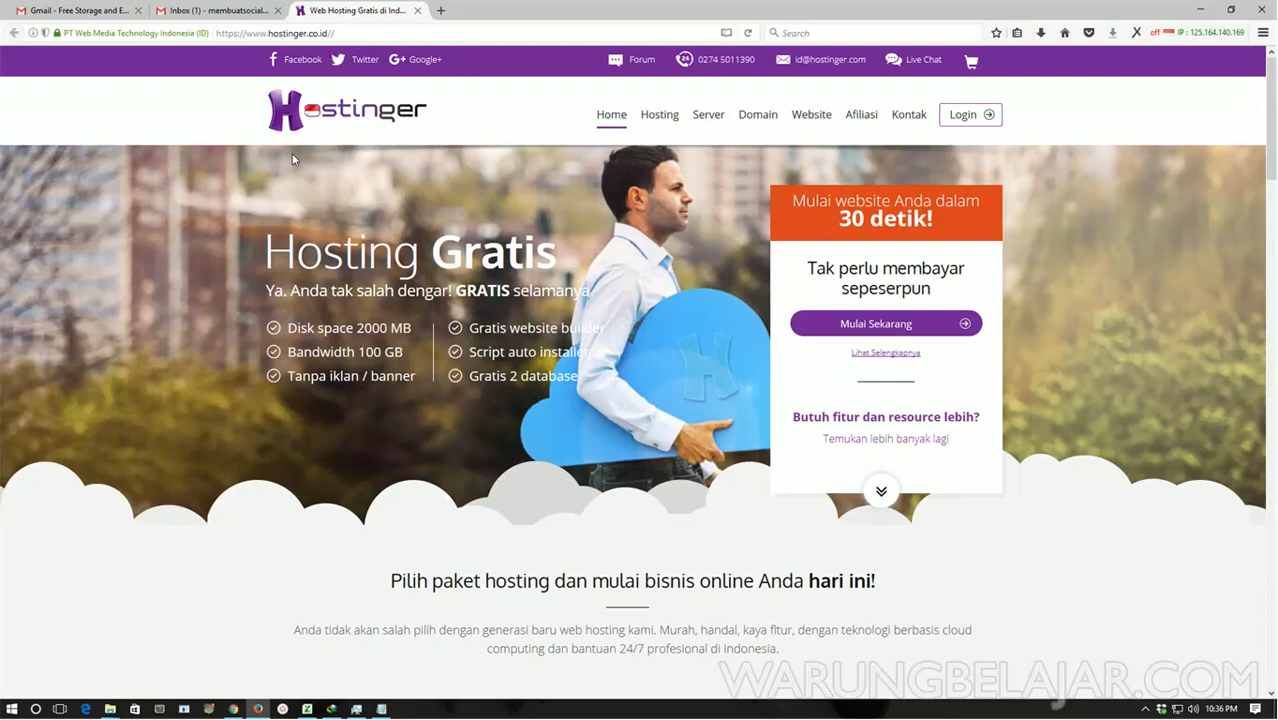 Gmail - Free Storage and E...
Inbox (1) - membuatsocial...
Web Hosting Gratis di Ind...
PT Web Media Technology Indonesia (ID)
https://www.hostinger.co.id//
Search
off
IP : 125.164.140.169
Facebook
Twitter
Google+
Forum
24
0274 5011390
id@hostinger.com
Live Chat
Hostinger
Home
Hosting
Server
Domain
Website
Afiliasi
Kontak
Login
Mulai website Anda dalam
30 detik!
Hosting Gratis
Ya. Anda tak salah dengar! GRATIS selamanya
Disk space 2000 MB
Bandwidth 100 GB
Tanpa iklan / banner
Gratis website builder
Script auto installer
Gratis 2 database
Tak perlu membayar
sepeserpun
Mulai Sekarang
Lihat Selengkapnya
Butuh fitur dan resource lebih?
Temukan lebih banyak lagi
Pilih paket hosting dan mulai bisnis online Anda hari ini!
Anda tidak akan salah pilih dengan generasi baru web hosting kami. Murah, handal, kaya fitur, dengan teknologi berbasis cloud
computing dan bantuan 24/7 profesional di Indonesia.
WARUNGBELAJAR.COM
10:36 PM